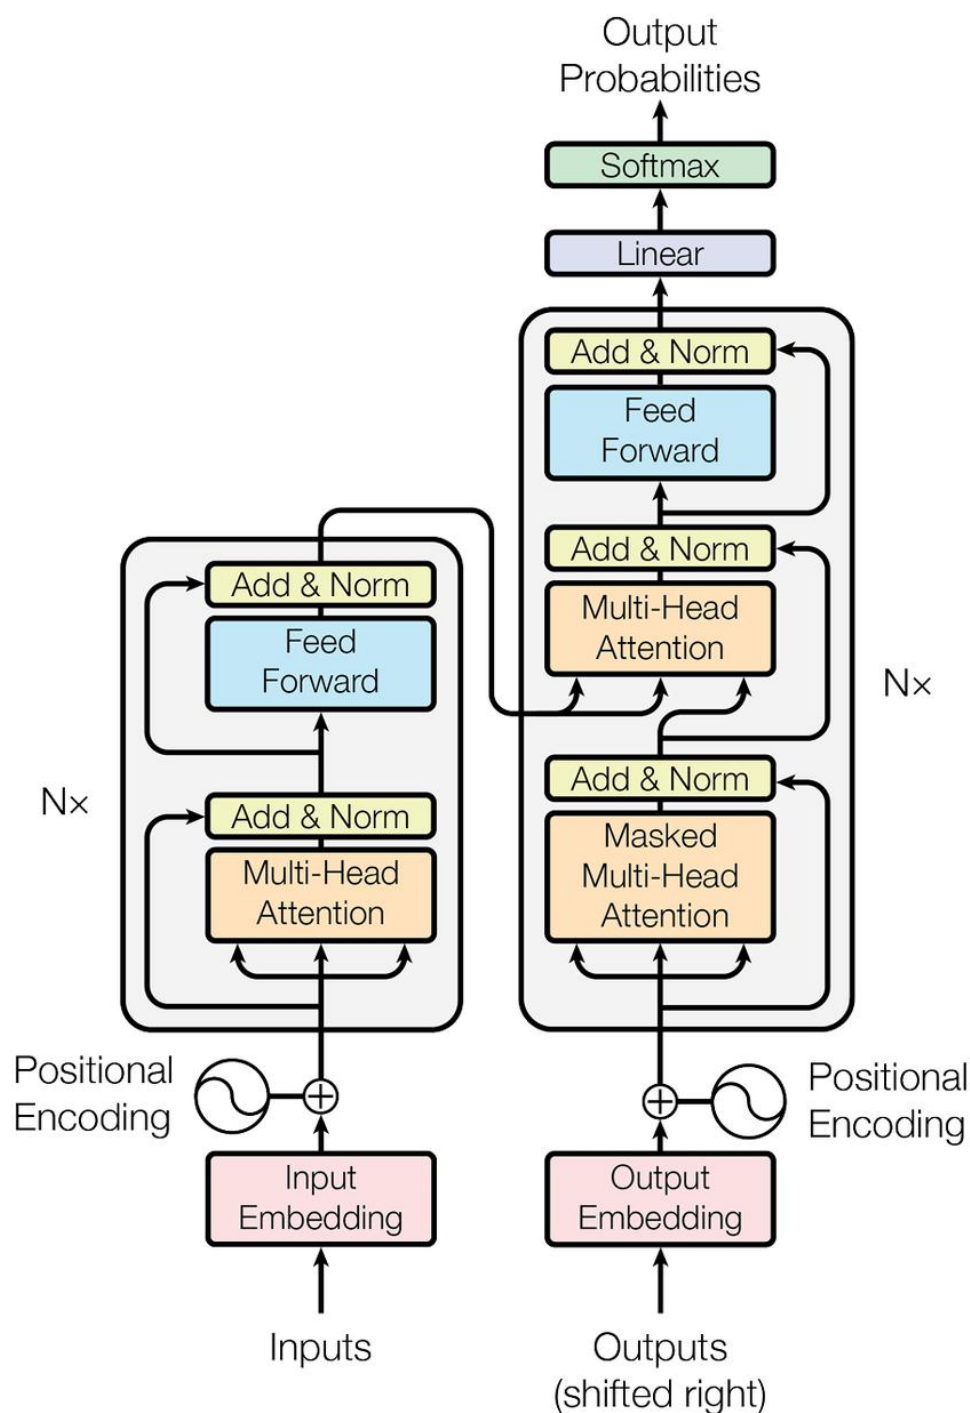 Output
Probabilities
Softmax
Linear
Add & Norm
Feed
Forward
Add & Norm
Multi-Head
Attention
Add & Norm
Masked
Multi-Head
Attention
N×
Add & Norm
Feed
Forward
Add & Norm
Multi-Head
Attention
N×
Positional
Encoding
Positional
Encoding
Input
Embedding
Output
Embedding
Inputs
Outputs
(shifted right)